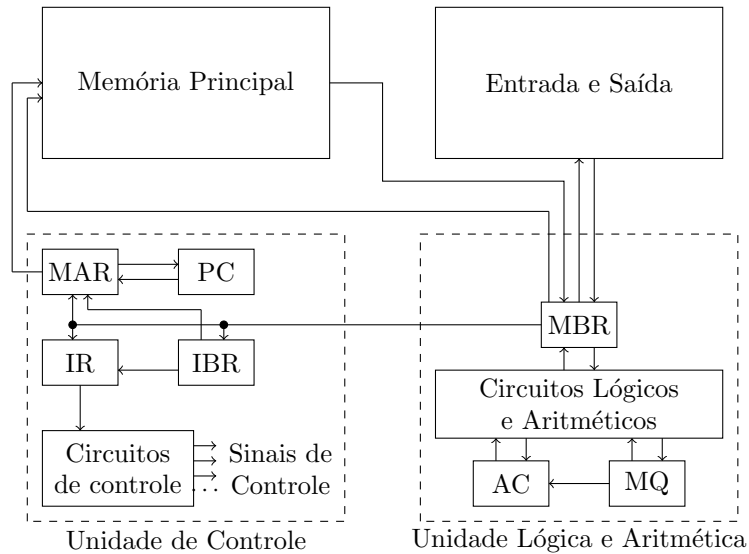 Memória Principal
Entrada e Saída
MAR
PC
MBR
IR
IBR
Circuitos Lógicos
e Aritméticos
Circuitos
de controle
Sinais de
... Controle
AC
MQ
Unidade de Controle
Unidade Lógica e Aritmética